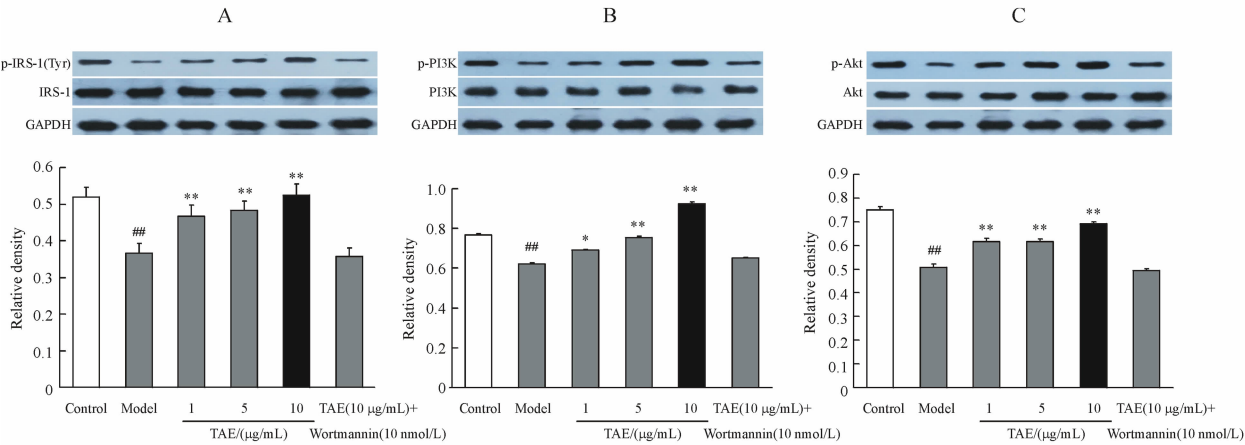 A
p-IRS-1(Tyr)
IRS-1
GAPDH
0.6
0.5
0.4
0.3
0.2
0.1
0
Relative density
##
**
**
**
Control Model 1 5 10 TAE(10 μg/mL)+
TAE/(μg/mL) Wortmannin(10 nmol/L)
B
p-PI3K
PI3K
GAPDH
1.0
0.8
0.6
0.4
0.2
0
Relative density
##
*
**
**
Control Model 1 5 10 TAE(10 μg/mL)+
TAE/(μg/mL) Wortmannin(10 nmol/L)
C
p-Akt
Akt
GAPDH
0.9
0.8
0.7
0.6
0.5
0.4
0.3
0.2
0.1
0
Relative density
##
**
**
**
Control Model 1 5 10 TAE(10 μg/mL)+
TAE/(μg/mL) Wortmannin(10 nmol/L)